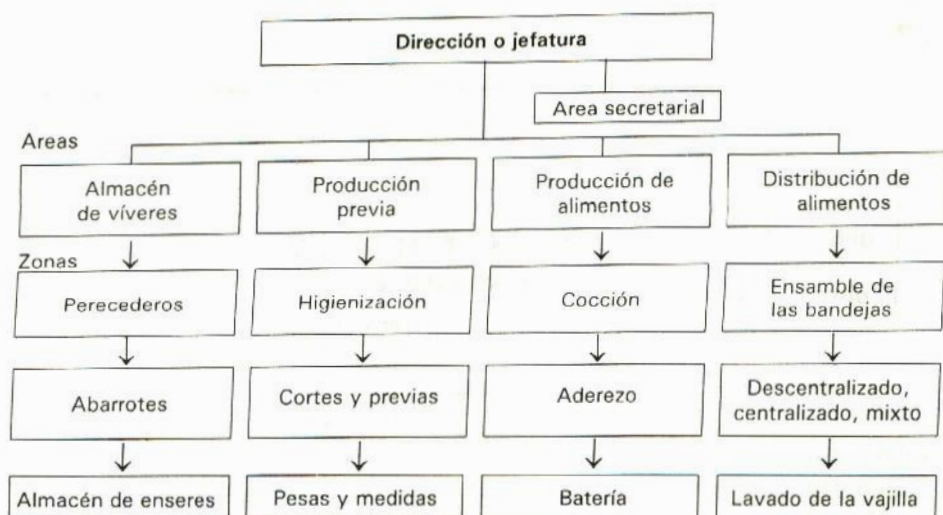 Dirección o jefatura
Area secretarial
Areas
Almacén
de víveres
Producción
previa
Producción de
alimentos
Distribución de
alimentos
Zonas
Perecederos
Higienización
Cocción
Ensamble de
las bandejas
Abarrotes
Cortes y previas
Aderezo
Descentralizado,
centralizado, mixto
Almacén de enseres
Pesas y medidas
Batería
Lavado de la vajilla